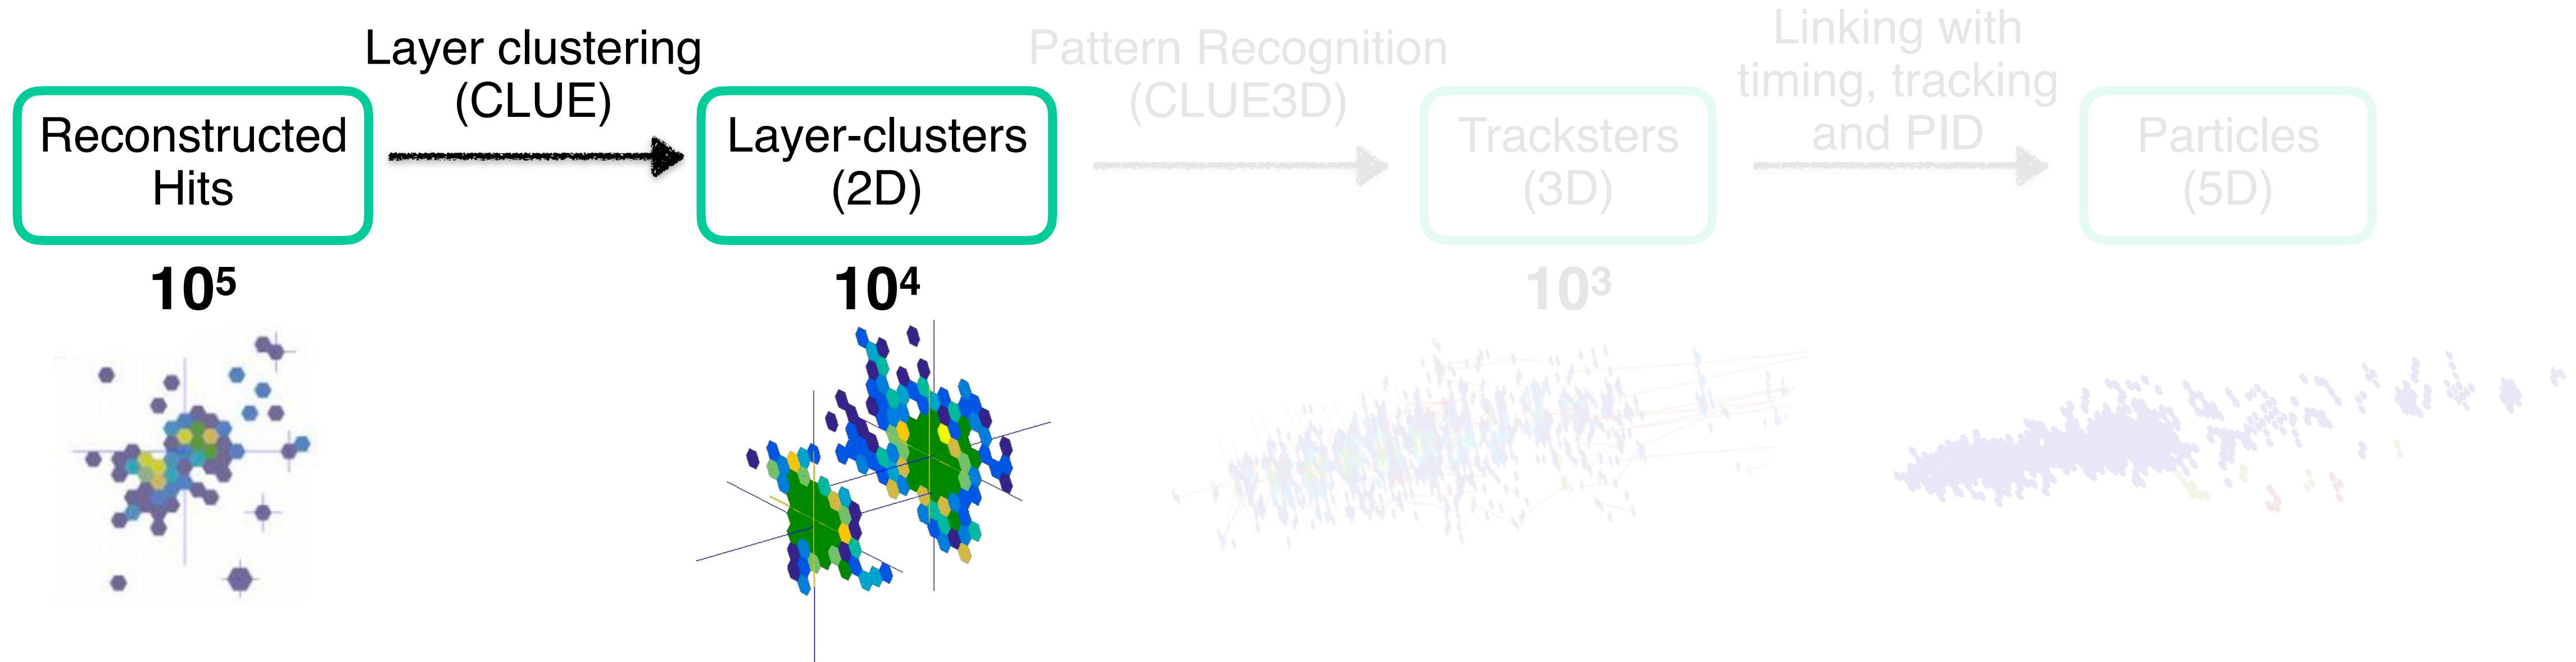 Layer clustering
(CLUE)
Reconstructed
Hits
10⁵
Layer-clusters
(2D)
10⁴
Pattern Recognition
(CLUE3D)
Tracksters
(3D)
10³
Linking with
timing, tracking
and PID
Particles
(5D)